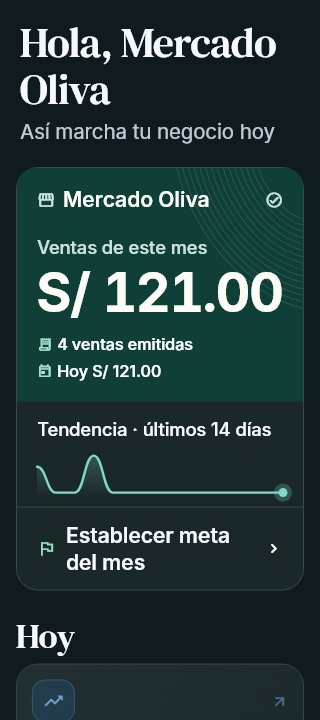 Hola, Mercado
Oliva
Así marcha tu negocio hoy
Mercado Oliva
Ventas de este mes
S/ 121.00
4 ventas emitidas
Hoy S/ 121.00
Tendencia · últimos 14 días
Establecer meta
del mes
Hoy